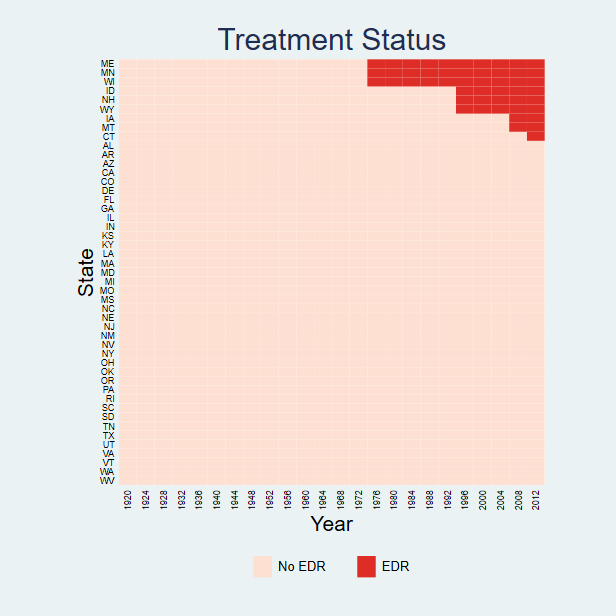 Treatment Status
State
ME
MN
WI
ID
NH
WY
IA
MT
CT
AL
AR
AZ
CA
CO
DE
FL
GA
IL
IN
KS
KY
LA
MA
MD
MI
MO
MS
NC
NE
NJ
NM
NV
NY
OH
OK
OR
PA
RI
SC
SD
TN
TX
UT
VA
VT
WA
WV
1920 1924 1928 1932 1936 1940 1944 1948 1952 1956 1960 1964 1968 1972 1976 1980 1984 1988 1992 1996 2000 2004 2008 2012
Year
No EDR EDR